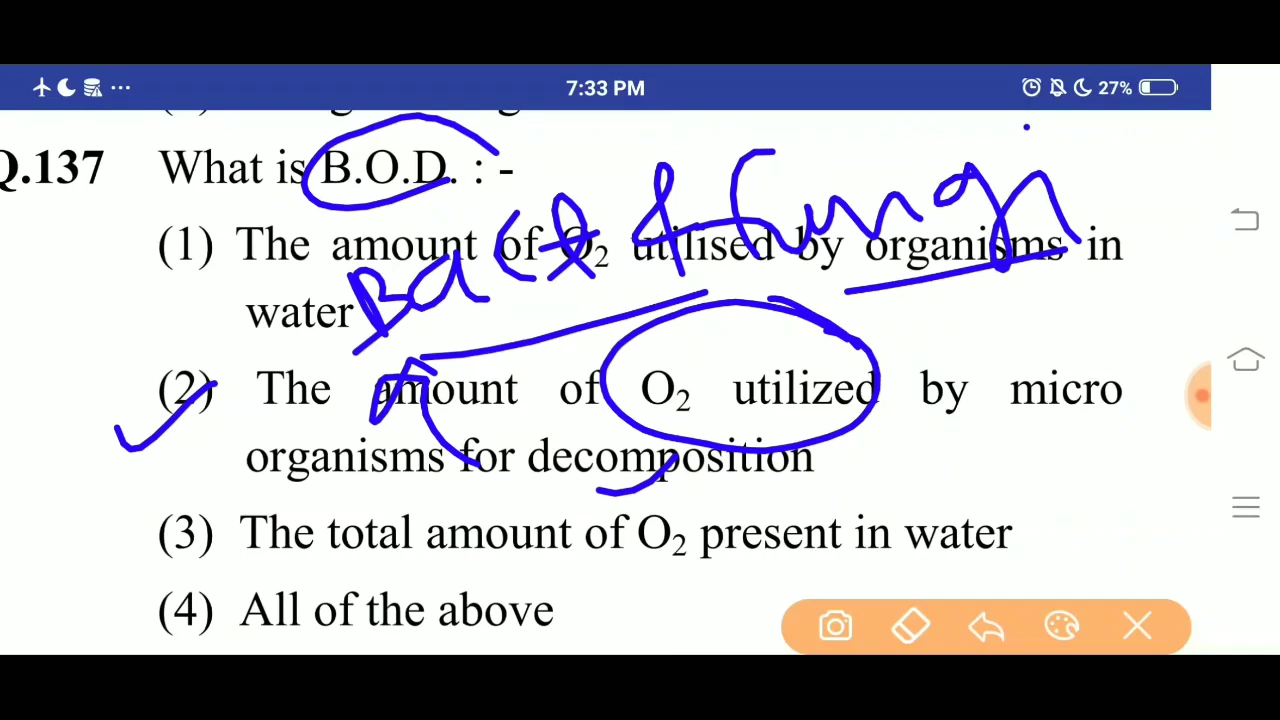 7:33 PM
27%
Q.137 What is B.O.D. : -
(1) The amount of O₂ utilised by organisms in
water
Bact & Fungi
(2) The amount of O₂ utilized by micro
organisms for decomposition
(3) The total amount of O₂ present in water
(4) All of the above